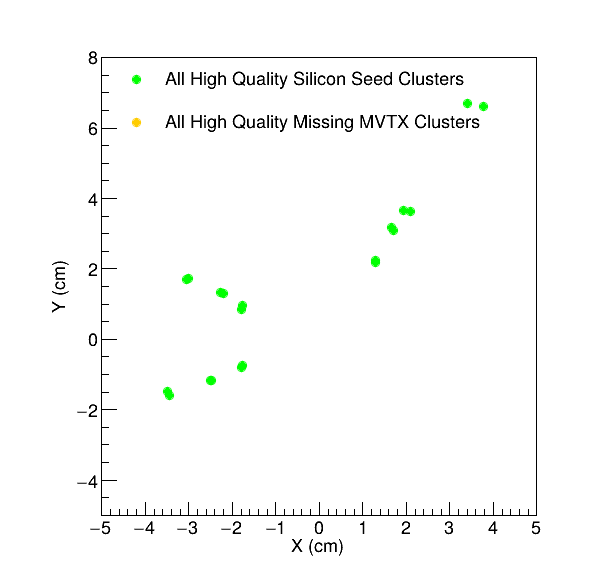 8
All High Quality Silicon Seed Clusters
All High Quality Missing MVTX Clusters
6
4
2
0
−2
−4
Y (cm)
−5 −4 −3 −2 −1 0 1 2 3 4 5
X (cm)